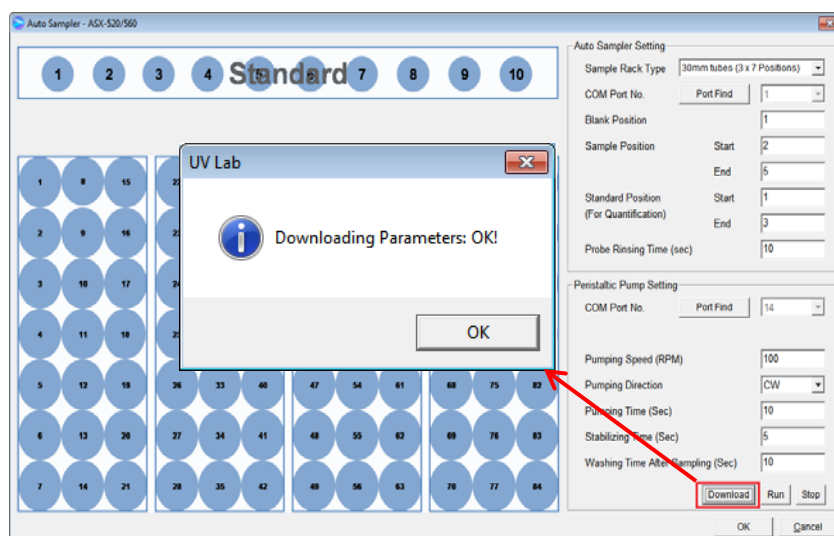 Auto Sampler - ASX-520/560
1 2 3 4 5 6 7 8 9 10
Standard
1 8 15 22
2 9 16
3 10 17
4 11 18
5 12 19 26 33 40 47 54 61 68 75 82
6 13 20 27 34 41 48 55 62 69 76 83
7 14 21 28 35 42 49 56 63 70 77 84
UV Lab
Downloading Parameters: OK!
OK
Auto Sampler Setting
Sample Rack Type 30mm tubes (3 x 7 Positions)
COM Port No. Port Find 1
Blank Position 1
Sample Position Start 2
End 5
Standard Position Start 1
(For Quantification)
End 3
Probe Rinsing Time (sec) 10
Peristaltic Pump Setting
COM Port No. Port Find 14
Pumping Speed (RPM) 100
Pumping Direction CW
Pumping Time (Sec) 10
Stabilizing Time (Sec) 5
Washing Time After Sampling (Sec) 10
Download Run Stop
OK Cancel